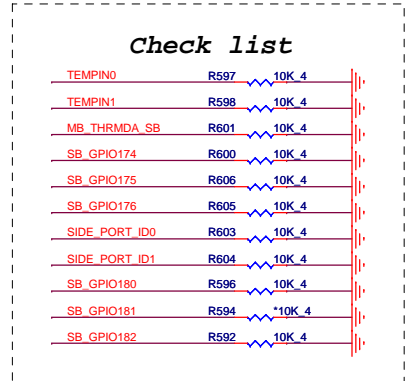 Check list
TEMPIN0 R597 10K_4
TEMPIN1 R598 10K_4
MB_THRMDA_SB R601 10K_4
SB_GPIO174 R600 10K_4
SB_GPIO175 R606 10K_4
SB_GPIO176 R605 10K_4
SIDE_PORT_ID0 R603 10K_4
SIDE_PORT_ID1 R604 10K_4
SB_GPIO180 R596 10K_4
SB_GPIO181 R594 *10K_4
SB_GPIO182 R592 10K_4